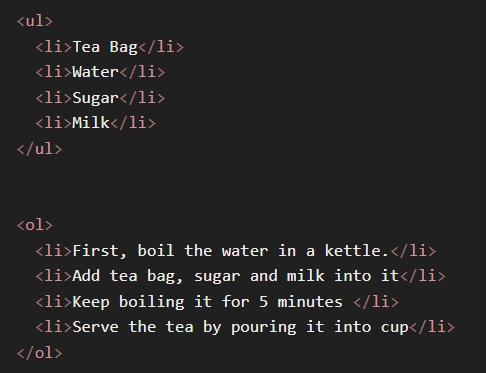 <ul>
<li>Tea Bag</li>
<li>Water</li>
<li>Sugar</li>
<li>Milk</li>
</ul>
<ol>
<li>First, boil the water in a kettle.</li>
<li>Add tea bag, sugar and milk into it</li>
<li>Keep boiling it for 5 minutes </li>
<li>Serve the tea by pouring it into cup</li>
</ol>